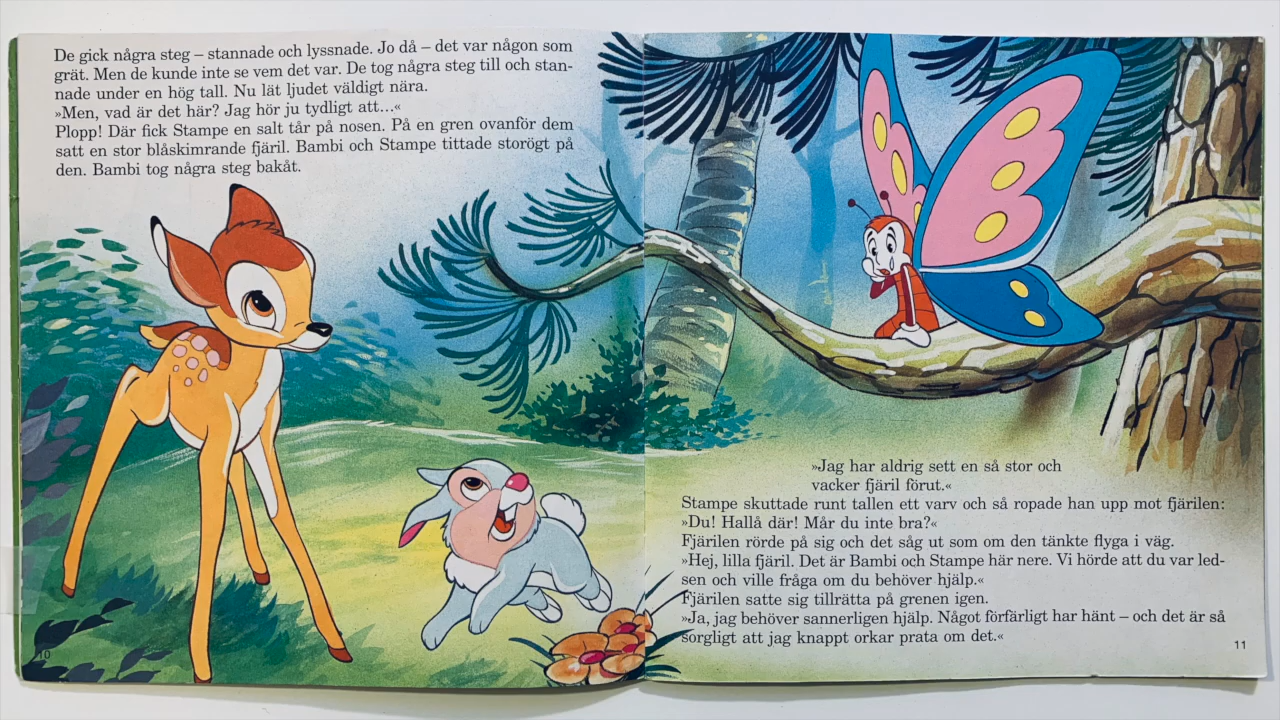 De gick några steg – stannade och lyssnade. Jo då – det var någon som
grät. Men de kunde inte se vem det var. De tog några steg till och stan-
nade under en hög tall. Nu lät ljudet väldigt nära.
»Men, vad är det här? Jag hör ju tydligt att...«
Plopp! Där fick Stampe en salt tår på nosen. På en gren ovanför dem
satt en stor blåskimrande fjäril. Bambi och Stampe tittade storögt på
den. Bambi tog några steg bakåt.
10
»Jag har aldrig sett en så stor och
vacker fjäril förut.«
Stampe skuttade runt tallen ett varv och så ropade han upp mot fjärilen:
»Du! Hallå där! Mår du inte bra?«
Fjärilen rörde på sig och det såg ut som om den tänkte flyga i väg.
»Hej, lilla fjäril. Det är Bambi och Stampe här nere. Vi hörde att du var led-
sen och ville fråga om du behöver hjälp.«
Fjärilen satte sig tillrätta på grenen igen.
»Ja, jag behöver sannerligen hjälp. Något förfärligt har hänt – och det är så
sorgligt att jag knappt orkar prata om det.«
11